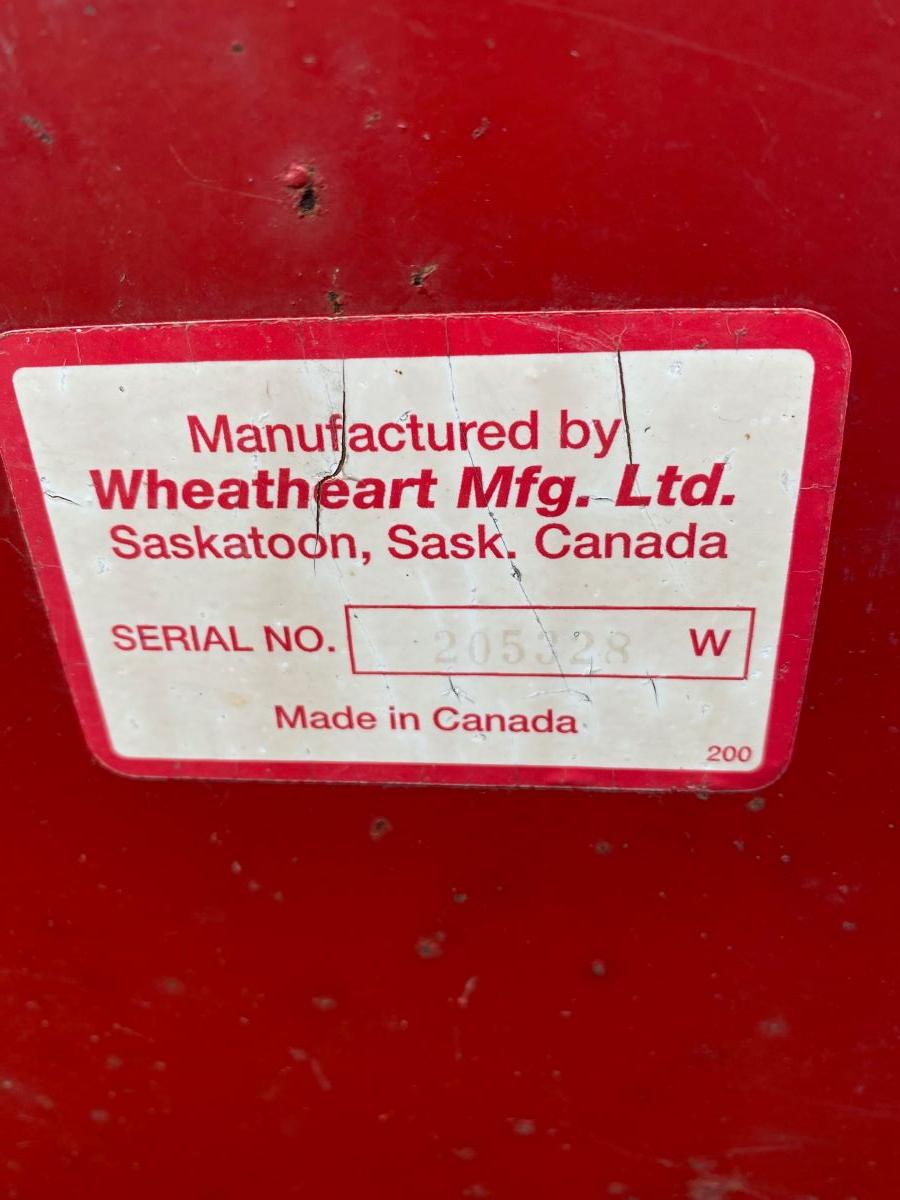 Manufactured by
Wheatheart Mfg. Ltd.
Saskatoon, Sask. Canada
SERIAL NO. 205328 W
Made in Canada
200